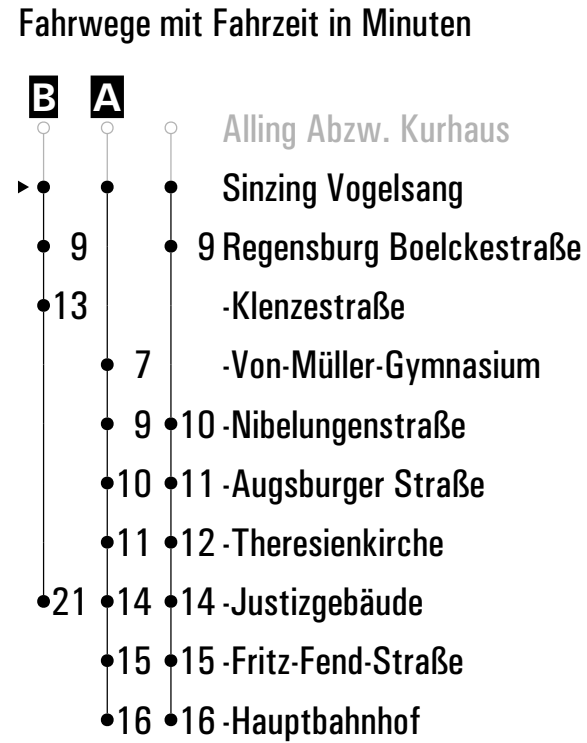 Fahrwege mit Fahrzeit in Minuten
B A
Alling Abzw. Kurhaus
Sinzing Vogelsang
9 9 Regensburg Boelckestraße
13 -Klenzestraße
7 -Von-Müller-Gymnasium
9 10 -Nibelungenstraße
10 11 -Augsburger Straße
11 12 -Theresienkirche
21 14 14 -Justizgebäude
15 15 -Fritz-Fend-Straße
16 16 -Hauptbahnhof